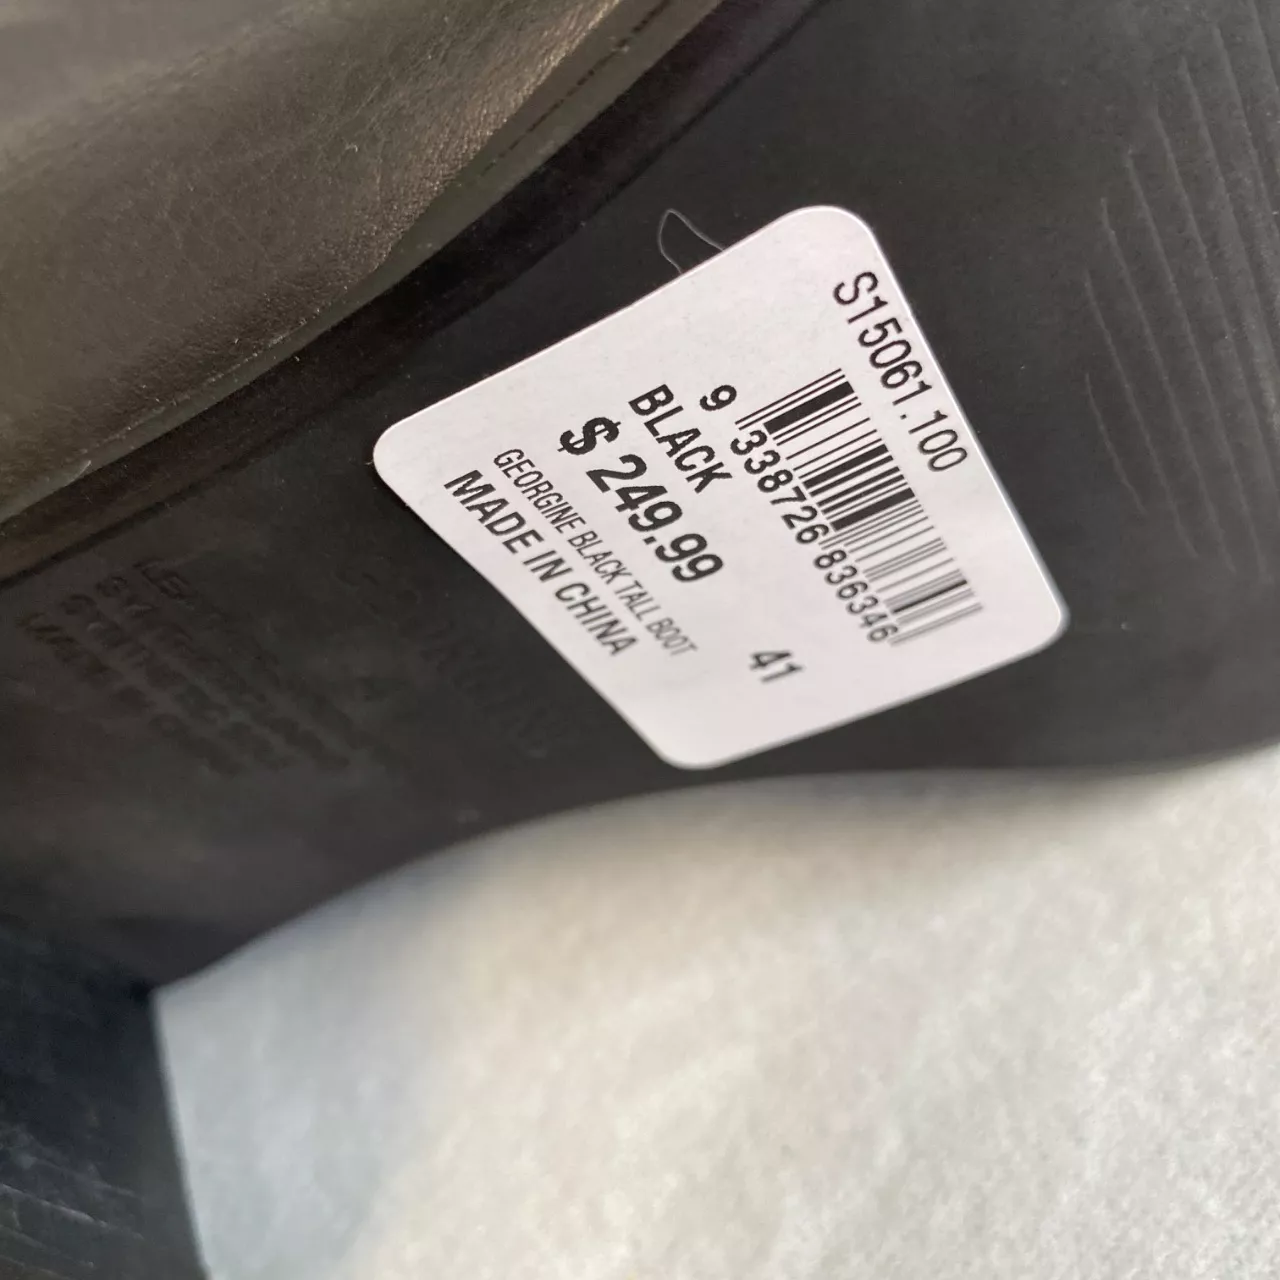 S15061.100
9 338726 836346
BLACK
41
$ 249.99
GEORGINE BLACK TALL BOOT
MADE IN CHINA